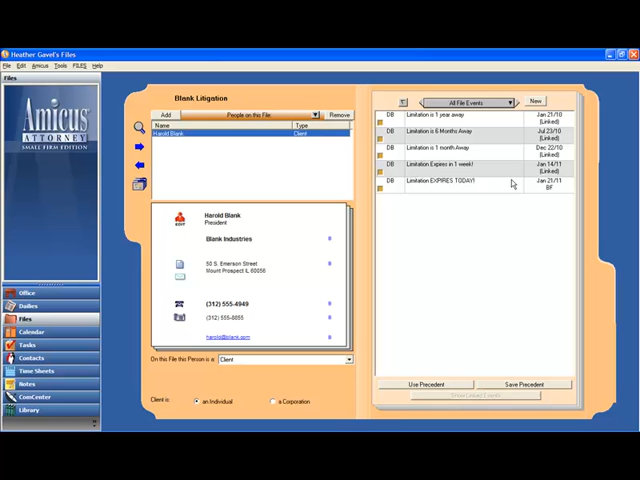 Heather Gavel's Files
File Edit Amicus Tools FILES Help
Files
Amicus
ATTORNEY
SMALL FIRM EDITION
Office
Dailies
Files
Calendar
Tasks
Contacts
Time Sheets
Notes
ComCenter
Library
Blank Litigation
Add People on this File: Remove
Name Type
Harold Blank Client
EDIT
Harold Blank
President
Blank Industries
50 S. Emerson Street
Mount Prospect IL 60056
(312) 555-4949
(312) 555-8855
harold@blank.com
On this File this Person is a: Client
Client is: an Individual a Corporation
All File Events New
DB Limitation is 1 year away Jan 21/10
(Linked)
DB Limitation is 6 Months Away Jul 23/10
(Linked)
DB Limitation is 1 month Away Dec 22/10
(Linked)
DB Limitation Expires in 1 week! Jan 14/11
(Linked)
DB Limitation EXPIRES TODAY! Jan 21/11
BF
Use Precedent Save Precedent
Show Linked Events